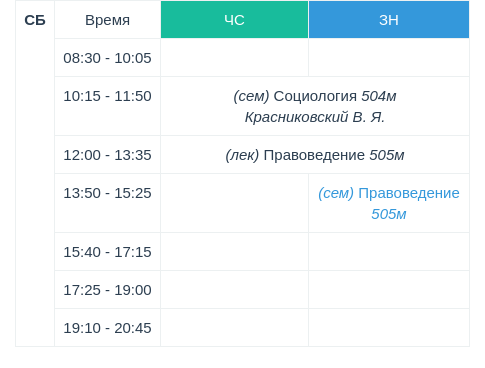 СБ Время ЧС ЗН
08:30 - 10:05
10:15 - 11:50 (сем) Социология 504м
Красниковский В. Я.
12:00 - 13:35 (лек) Правоведение 505м
13:50 - 15:25 (сем) Правоведение
505м
15:40 - 17:15
17:25 - 19:00
19:10 - 20:45